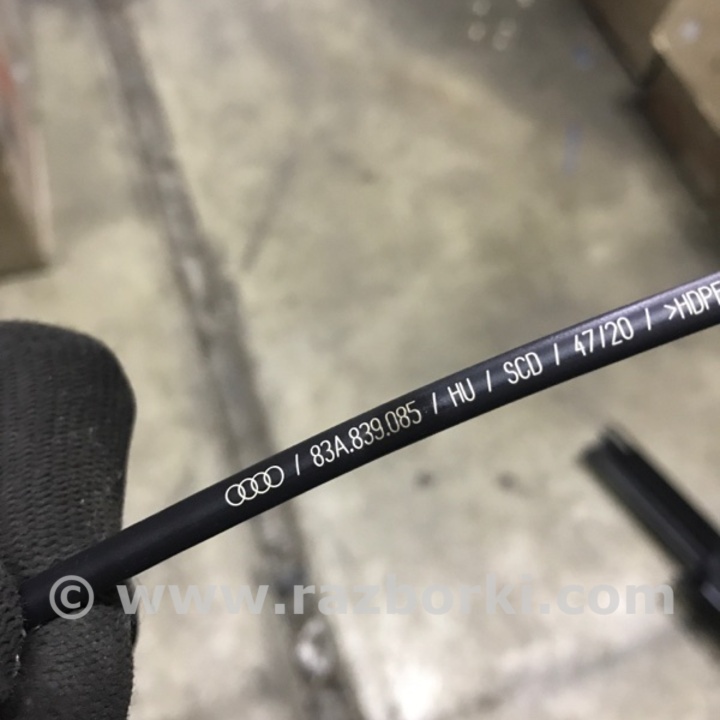 / 83A.839.085 / HU / SCD / 47/20 / >HDPE
© www.razborki.com